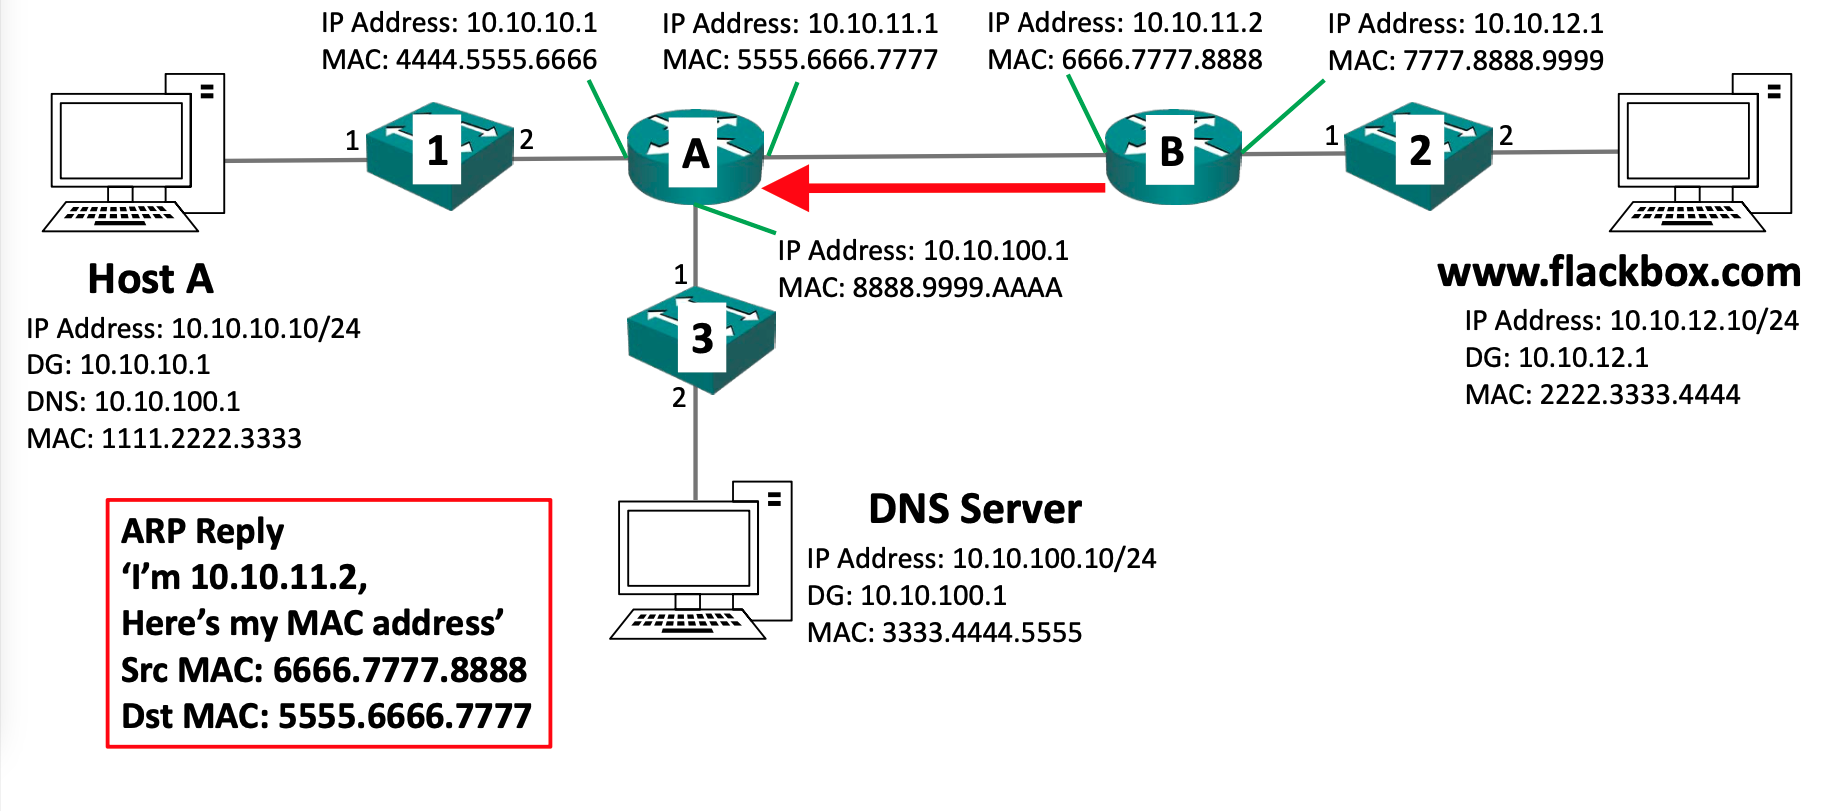 IP Address: 10.10.10.1
MAC: 4444.5555.6666
IP Address: 10.10.11.1
MAC: 5555.6666.7777
IP Address: 10.10.11.2
MAC: 6666.7777.8888
IP Address: 10.10.12.1
MAC: 7777.8888.9999
1
1
2
A
B
1
2
2
Host A
IP Address: 10.10.10.10/24
DG: 10.10.10.1
DNS: 10.10.100.1
MAC: 1111.2222.3333
IP Address: 10.10.100.1
MAC: 8888.9999.AAAA
1
3
2
www.flackbox.com
IP Address: 10.10.12.10/24
DG: 10.10.12.1
MAC: 2222.3333.4444
DNS Server
IP Address: 10.10.100.10/24
DG: 10.10.100.1
MAC: 3333.4444.5555
ARP Reply
‘I’m 10.10.11.2,
Here’s my MAC address’
Src MAC: 6666.7777.8888
Dst MAC: 5555.6666.7777